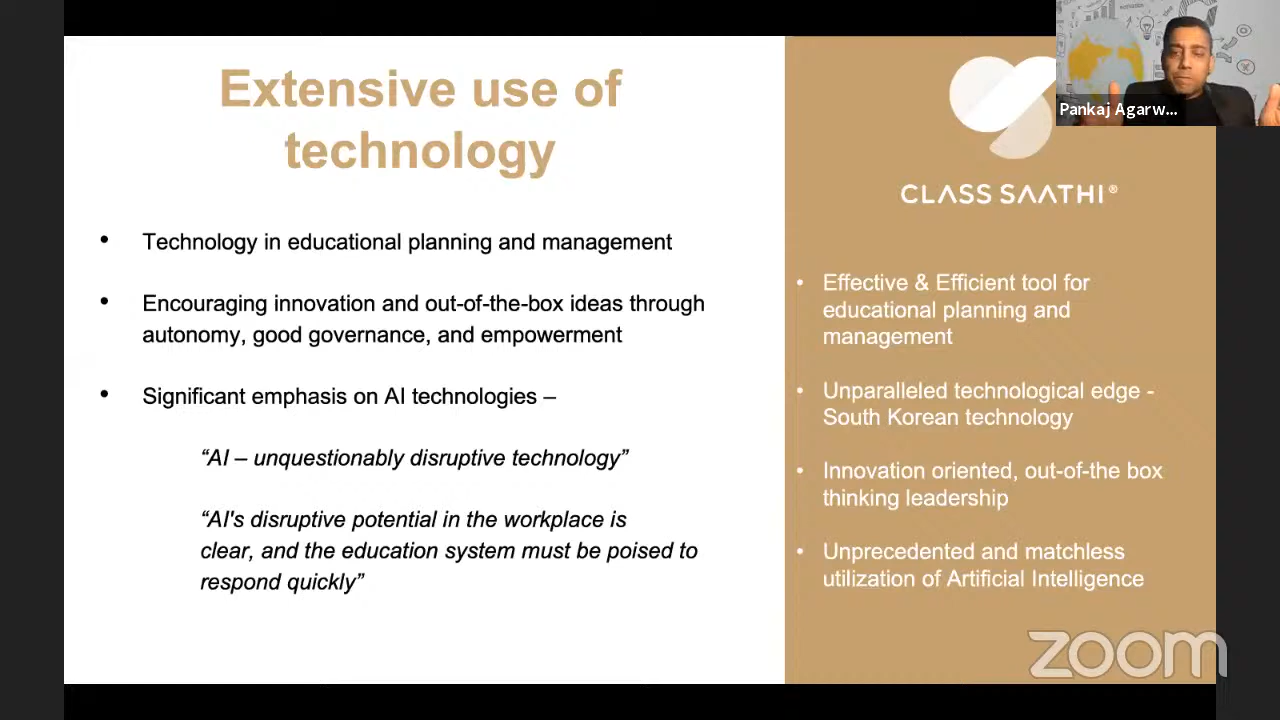 Extensive use of
technology
• Technology in educational planning and management
• Encouraging innovation and out-of-the-box ideas through
autonomy, good governance, and empowerment
• Significant emphasis on AI technologies –
“AI – unquestionably disruptive technology”
“AI's disruptive potential in the workplace is
clear, and the education system must be poised to
respond quickly”
Pankaj Agarw...
CLASS SAATHI®
• Effective & Efficient tool for
educational planning and
management
• Unparalleled technological edge -
South Korean technology
• Innovation oriented, out-of-the box
thinking leadership
• Unprecedented and matchless
utilization of Artificial Intelligence
zoom